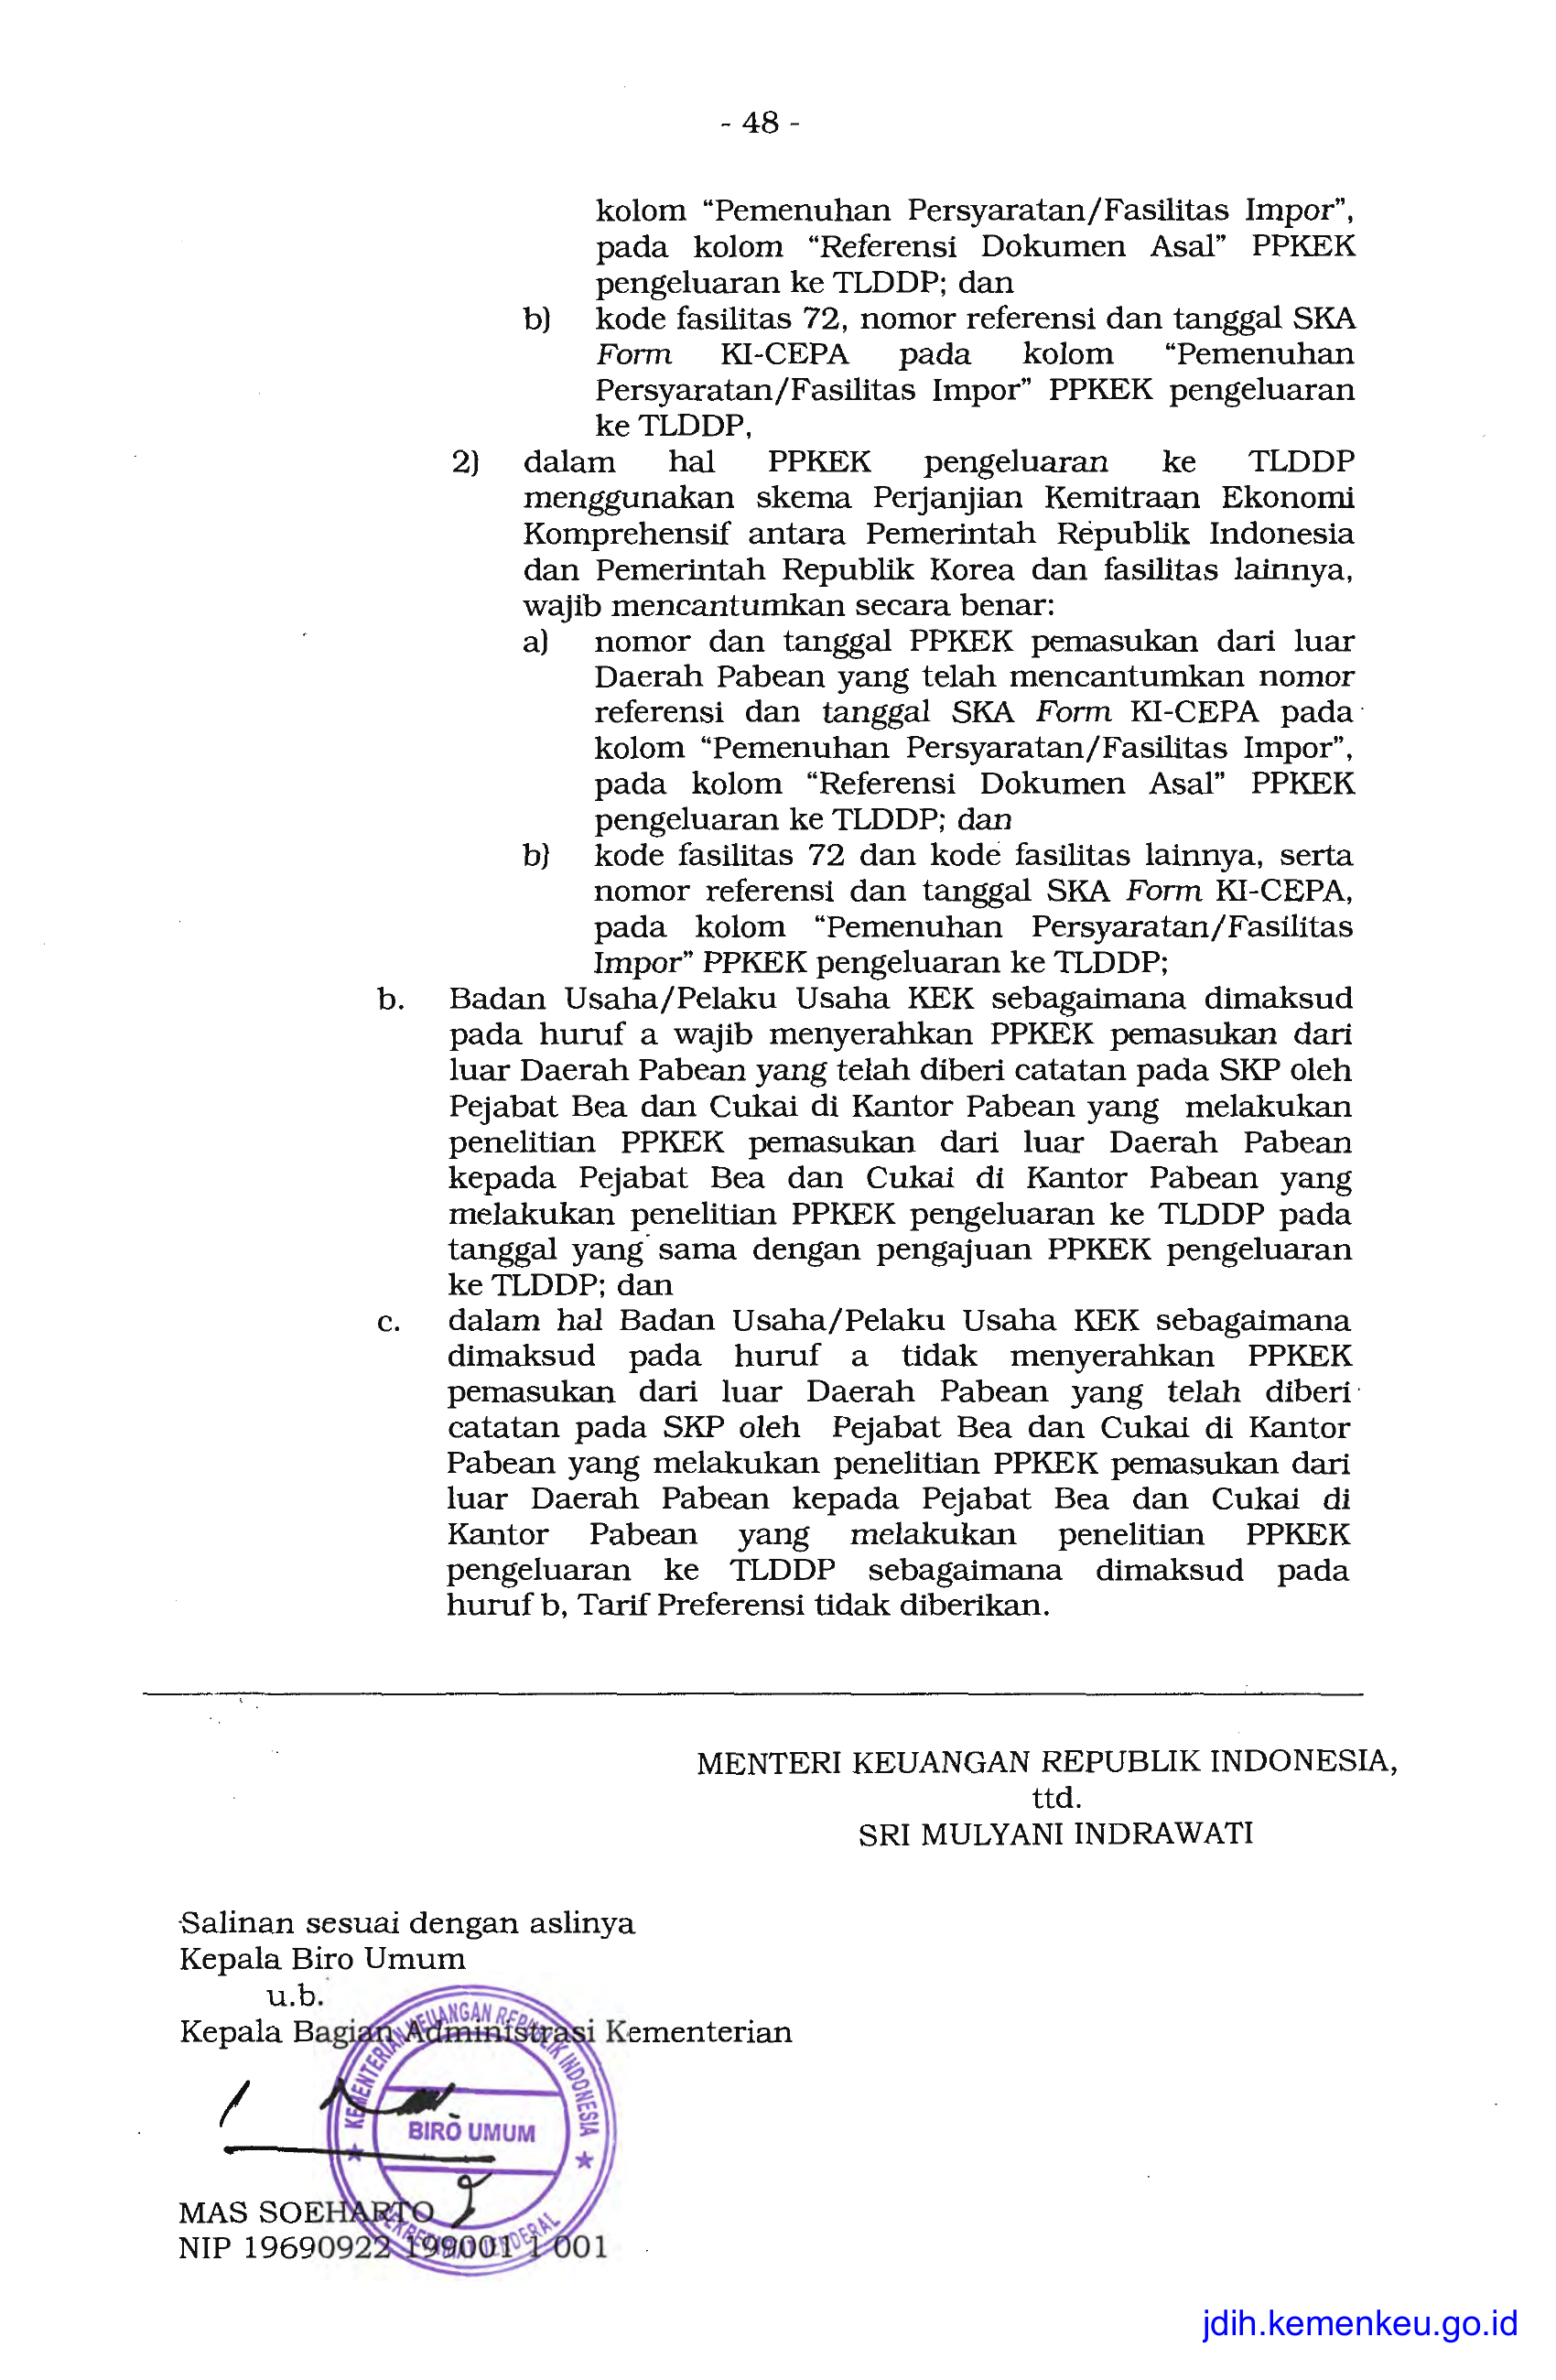 - 48 -
kolom “Pemenuhan Persyaratan/Fasilitas Impor”,
pada kolom “Referensi Dokumen Asal” PPKEK
pengeluaran ke TLDDP; dan
b) kode fasilitas 72, nomor referensi dan tanggal SKA
Form KI-CEPA pada kolom “Pemenuhan
Persyaratan/Fasilitas Impor” PPKEK pengeluaran
ke TLDDP,
2) dalam hal PPKEK pengeluaran ke TLDDP
menggunakan skema Perjanjian Kemitraan Ekonomi
Komprehensif antara Pemerintah Republik Indonesia
dan Pemerintah Republik Korea dan fasilitas lainnya,
wajib mencantumkan secara benar:
a) nomor dan tanggal PPKEK pemasukan dari luar
Daerah Pabean yang telah mencantumkan nomor
referensi dan tanggal SKA Form KI-CEPA pada
kolom “Pemenuhan Persyaratan/Fasilitas Impor”,
pada kolom “Referensi Dokumen Asal” PPKEK
pengeluaran ke TLDDP; dan
b) kode fasilitas 72 dan kode fasilitas lainnya, serta
nomor referensi dan tanggal SKA Form KI-CEPA,
pada kolom “Pemenuhan Persyaratan/Fasilitas
Impor” PPKEK pengeluaran ke TLDDP;
b. Badan Usaha/Pelaku Usaha KEK sebagaimana dimaksud
pada huruf a wajib menyerahkan PPKEK pemasukan dari
luar Daerah Pabean yang telah diberi catatan pada SKP oleh
Pejabat Bea dan Cukai di Kantor Pabean yang melakukan
penelitian PPKEK pemasukan dari luar Daerah Pabean
kepada Pejabat Bea dan Cukai di Kantor Pabean yang
melakukan penelitian PPKEK pengeluaran ke TLDDP pada
tanggal yang sama dengan pengajuan PPKEK pengeluaran
ke TLDDP; dan
c. dalam hal Badan Usaha/Pelaku Usaha KEK sebagaimana
dimaksud pada huruf a tidak menyerahkan PPKEK
pemasukan dari luar Daerah Pabean yang telah diberi
catatan pada SKP oleh Pejabat Bea dan Cukai di Kantor
Pabean yang melakukan penelitian PPKEK pemasukan dari
luar Daerah Pabean kepada Pejabat Bea dan Cukai di
Kantor Pabean yang melakukan penelitian PPKEK
pengeluaran ke TLDDP sebagaimana dimaksud pada
huruf b, Tarif Preferensi tidak diberikan.
MENTERI KEUANGAN REPUBLIK INDONESIA,
ttd.
SRI MULYANI INDRAWATI
Salinan sesuai dengan aslinya
Kepala Biro Umum
u.b.
Kepala Bagian Administrasi Kementerian
KEMENTERIAN KEUANGAN REPUBLIK INDONESIA
BIRO UMUM
SEKRETARIAT JENDERAL
MAS SOEHARTO
NIP 19690922 199001 1 001
jdih.kemenkeu.go.id